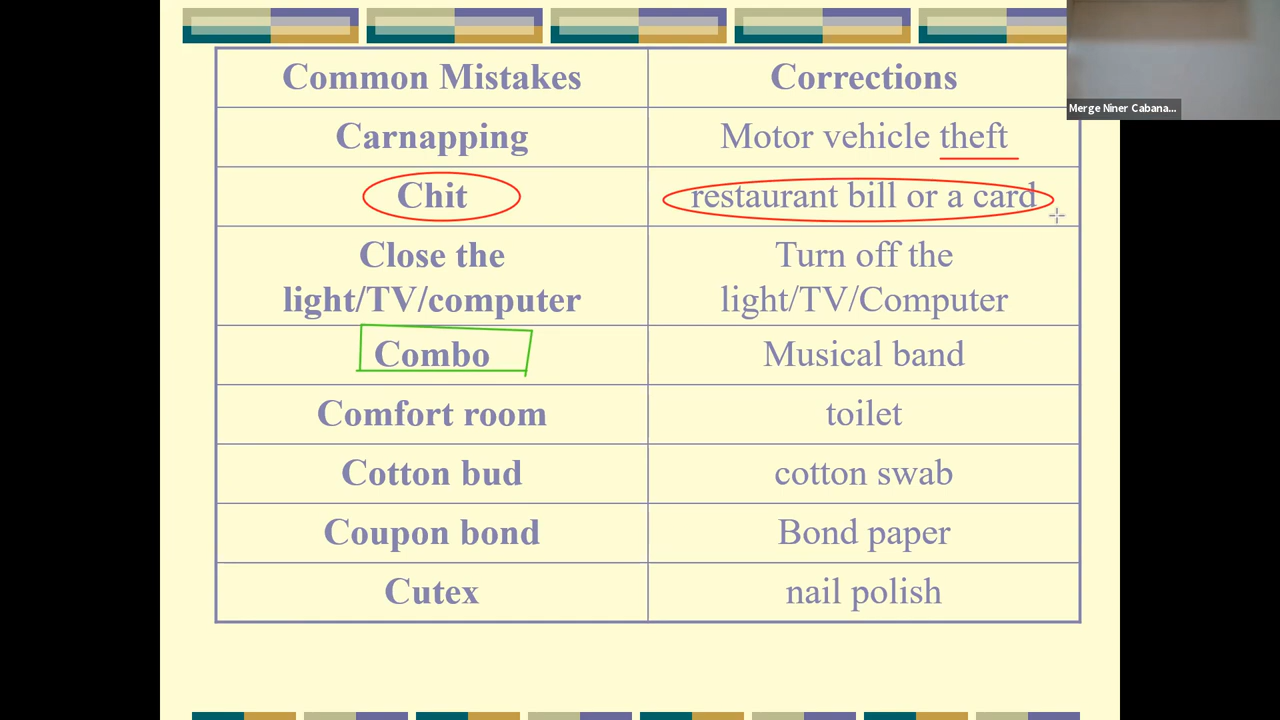 Common Mistakes
Corrections
Merge Niner Cabana...
Carnapping
Motor vehicle theft
Chit
restaurant bill or a card
Close the
light/TV/computer
Turn off the
light/TV/Computer
Combo
Musical band
Comfort room
toilet
Cotton bud
cotton swab
Coupon bond
Bond paper
Cutex
nail polish